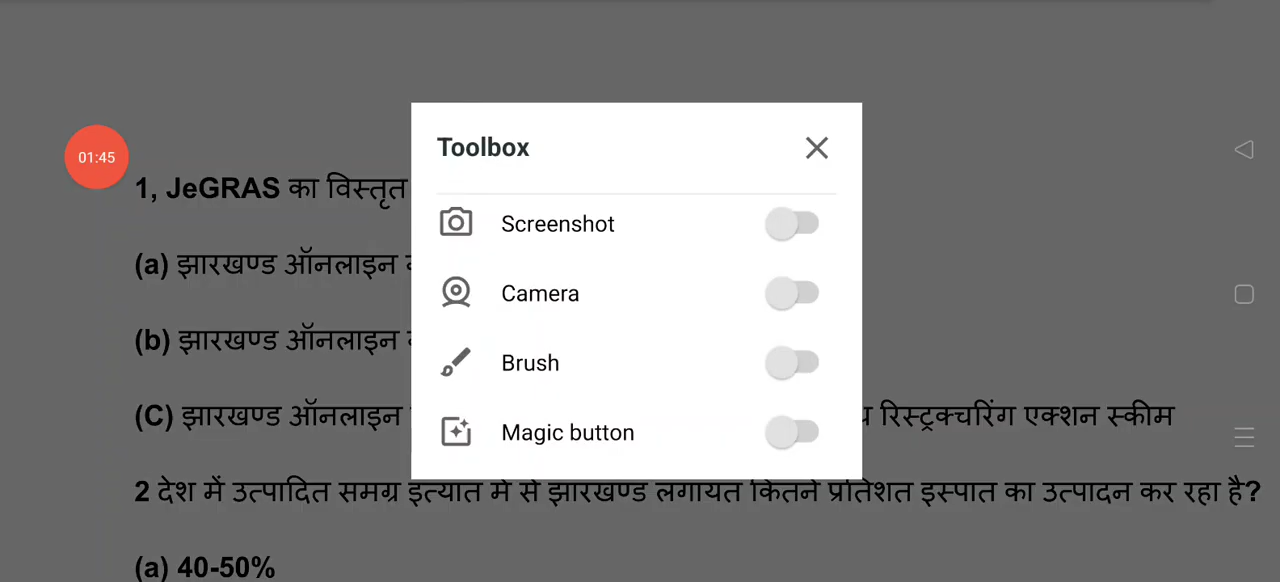 Toolbox
01:45
1, JeGRAS का विस्तृत
Screenshot
(a) झारखण्ड ऑनलाइन
Camera
(b) झारखण्ड ऑनलाइन
Brush
(C) झारखण्ड ऑनलाइन रिस्ट्रक्चरिंग एक्शन स्कीम
Magic button
2 देश में उत्पादित समग्र इत्यात में से झारखण्ड लगायत कितने प्रतिशत इस्पात का उत्पादन कर रहा है?
(a) 40-50%